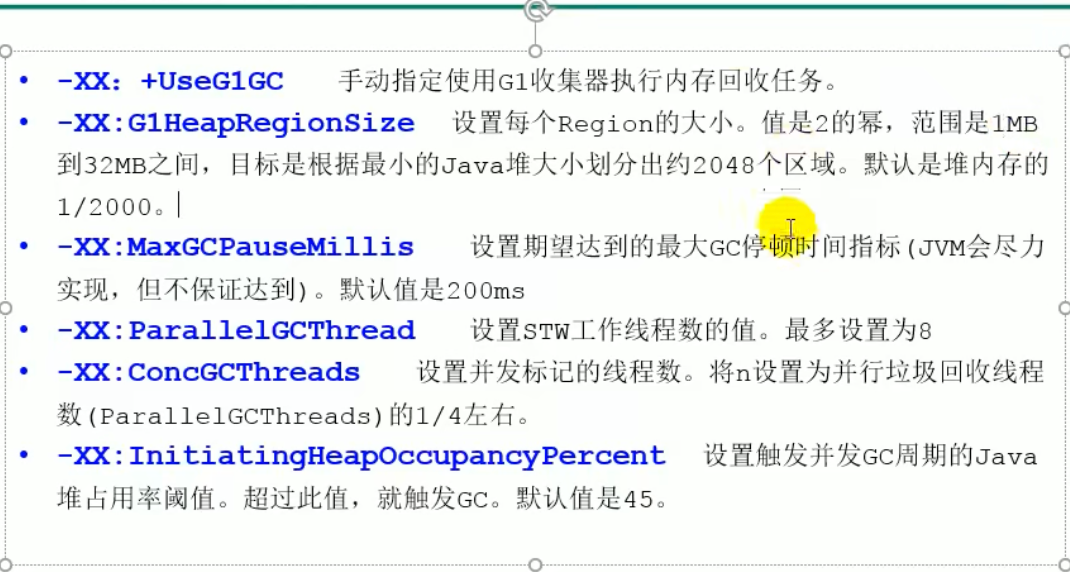 • -XX：+UseG1GC 手动指定使用G1收集器执行内存回收任务。
• -XX:G1HeapRegionSize 设置每个Region的大小。值是2的幂，范围是1MB
到32MB之间，目标是根据最小的Java堆大小划分出约2048个区域。默认是堆内存的
1/2000。
• -XX:MaxGCPauseMillis 设置期望达到的最大GC停顿时间指标(JVM会尽力
实现，但不保证达到)。默认值是200ms
• -XX:ParallelGCThread 设置STW工作线程数的值。最多设置为8
• -XX:ConcGCThreads 设置并发标记的线程数。将n设置为并行垃圾回收线程
数(ParallelGCThreads)的1/4左右。
• -XX:InitiatingHeapOccupancyPercent 设置触发并发GC周期的Java
堆占用率阈值。超过此值，就触发GC。默认值是45。